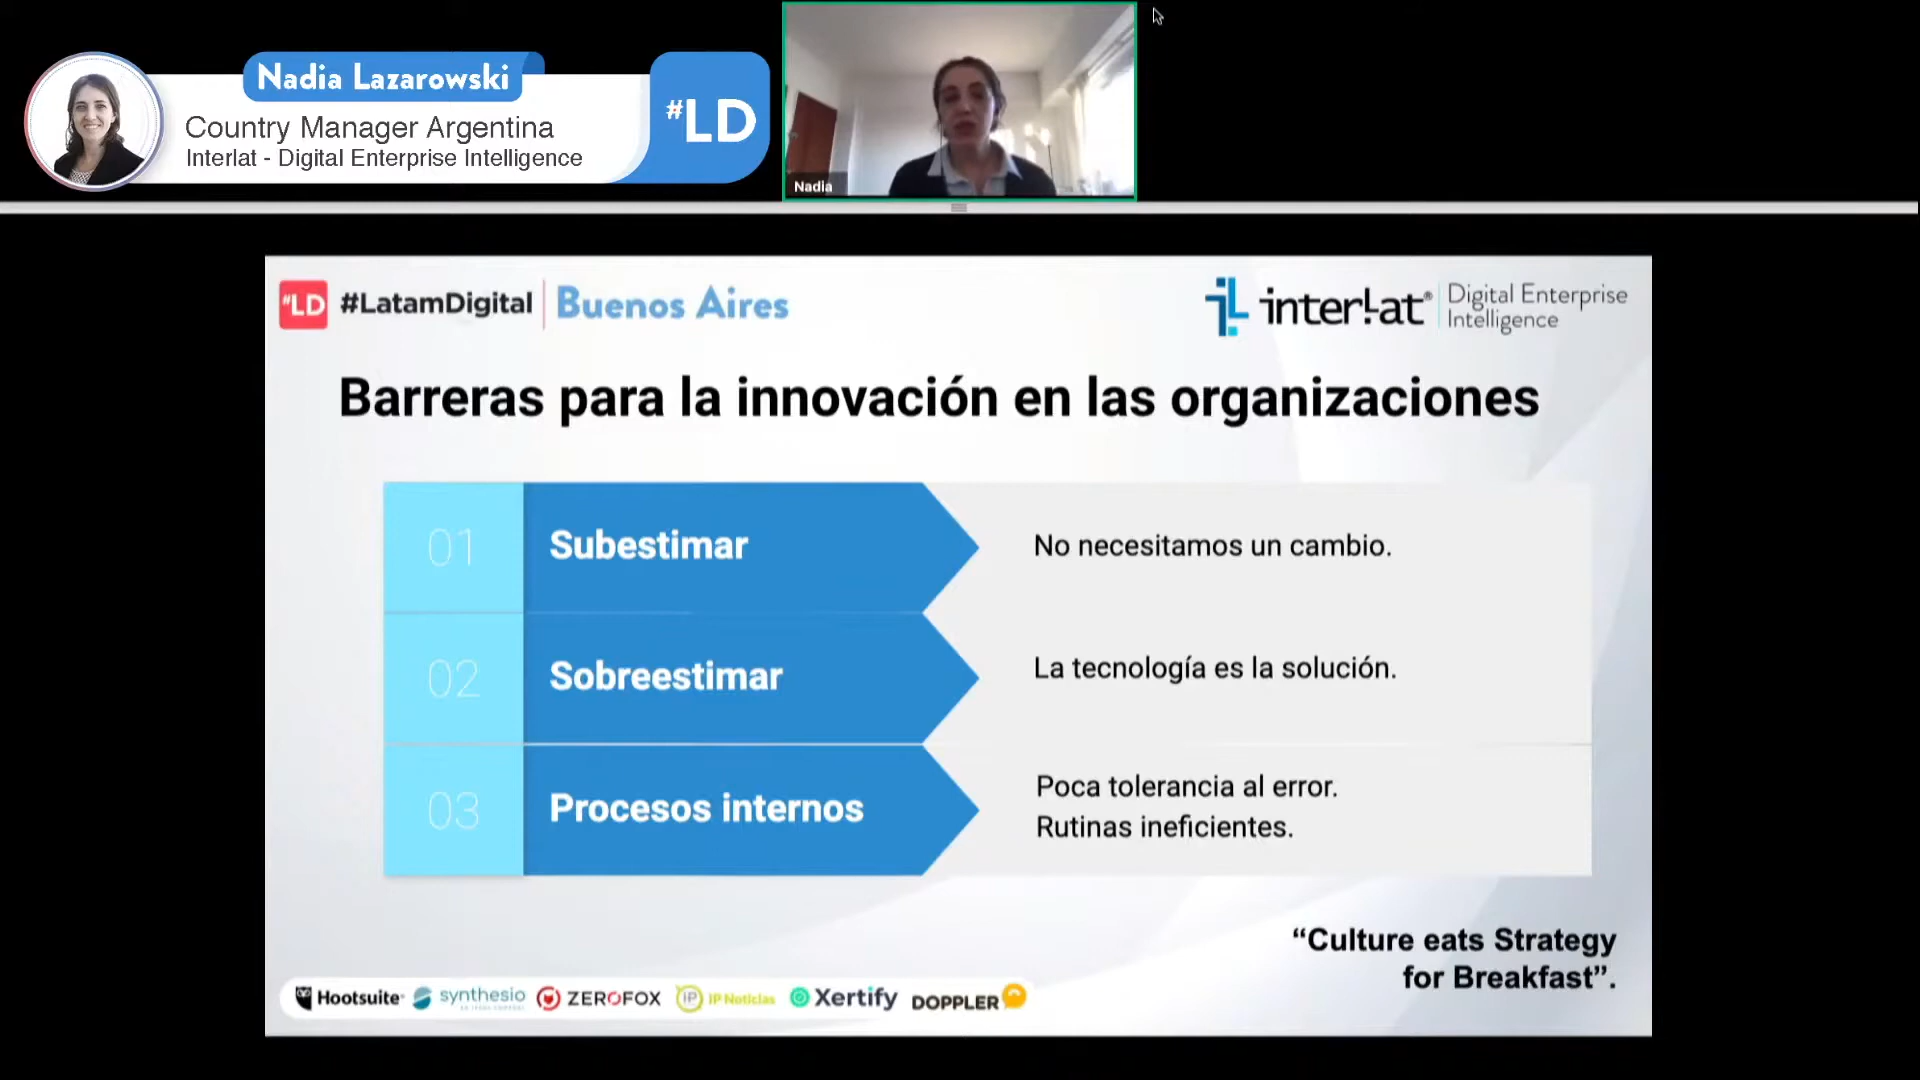 Nadia Lazarowski
Country Manager Argentina
Interlat - Digital Enterprise Intelligence
#LD
Nadia
#LD
#LatamDigital
Buenos Aires
interlat®
Digital Enterprise
Intelligence
Barreras para la innovación en las organizaciones
01
Subestimar
No necesitamos un cambio.
02
Sobreestimar
La tecnología es la solución.
03
Procesos internos
Poca tolerancia al error.
Rutinas ineficientes.
“Culture eats Strategy
for Breakfast”.
Hootsuite
synthesio
ZEROFOX
IP
IP Noticias
Xertify
DOPPLER